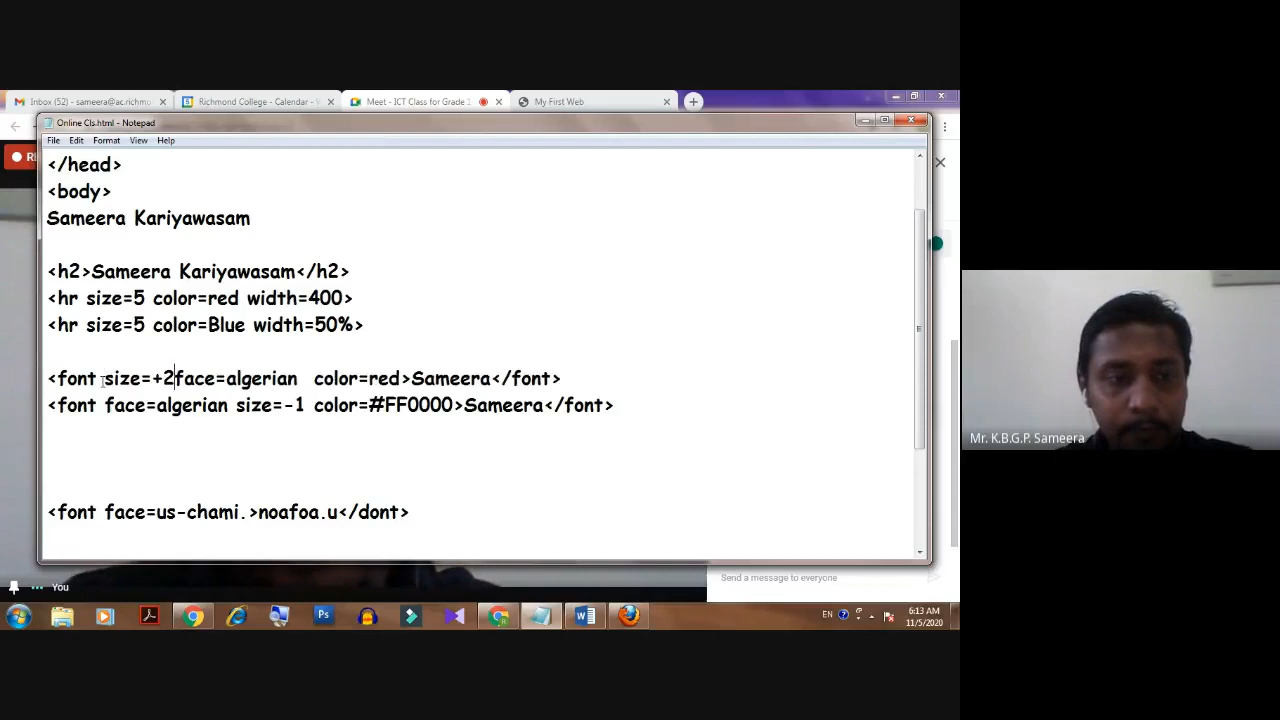 Inbox (52) - sameera@ac.richmo
Richmond College - Calendar -
Meet - ICT Class for Grade 1
My First Web
Online Cls.html - Notepad
File Edit Format View Help
</head>
<body>
Sameera Kariyawasam
<h2>Sameera Kariyawasam</h2>
<hr size=5 color=red width=400>
<hr size=5 color=Blue width=50%>
<font size=+2face=algerian color=red>Sameera</font>
<font face=algerian size=-1 color=#FF0000>Sameera</font>
<font face=us-chami.>noafoa.u</dont>
Mr. K.B.G.P. Sameera
You
Send a message to everyone
Ps
W
EN
6:13 AM
11/5/2020